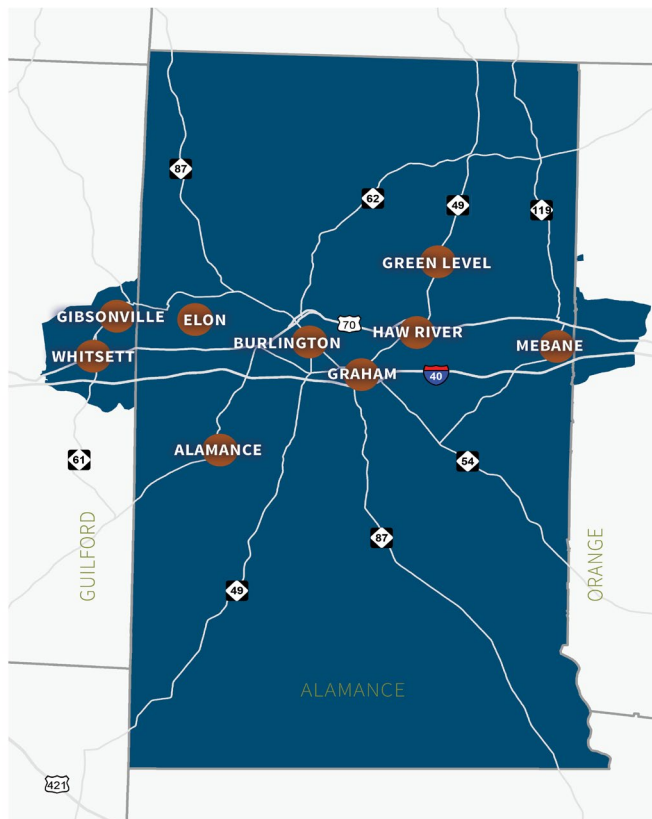 87
62
49
119
GREEN LEVEL
GIBSONVILLE
ELON
70
HAW RIVER
BURLINGTON
MEBANE
WHITSETT
GRAHAM
40
ALAMANCE
61
54
87
GUILFORD
ORANGE
49
ALAMANCE
421